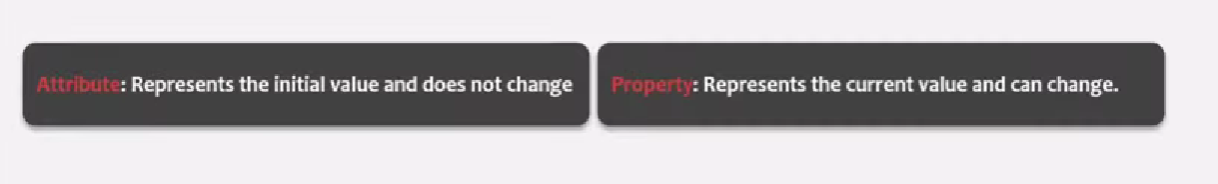 Attribute: Represents the initial value and does not change
Property: Represents the current value and can change.